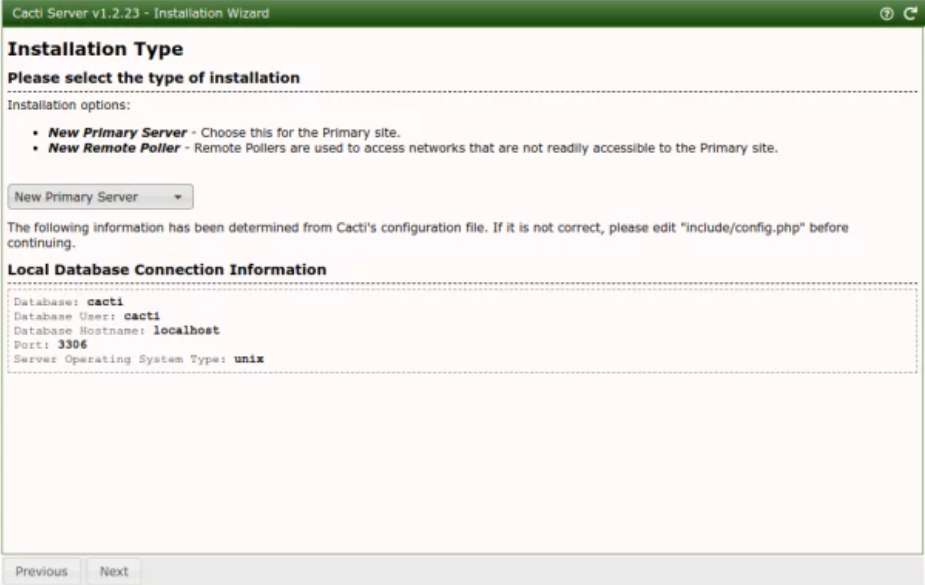 Cacti Server v1.2.23 - Installation Wizard
Installation Type
Please select the type of installation
Installation options:
• New Primary Server - Choose this for the Primary site.
• New Remote Poller - Remote Pollers are used to access networks that are not readily accessible to the Primary site.
New Primary Server
The following information has been determined from Cacti's configuration file. If it is not correct, please edit "include/config.php" before
continuing.
Local Database Connection Information
Database: cacti
Database User: cacti
Database Hostname: localhost
Port: 3306
Server Operating System Type: unix
Previous Next